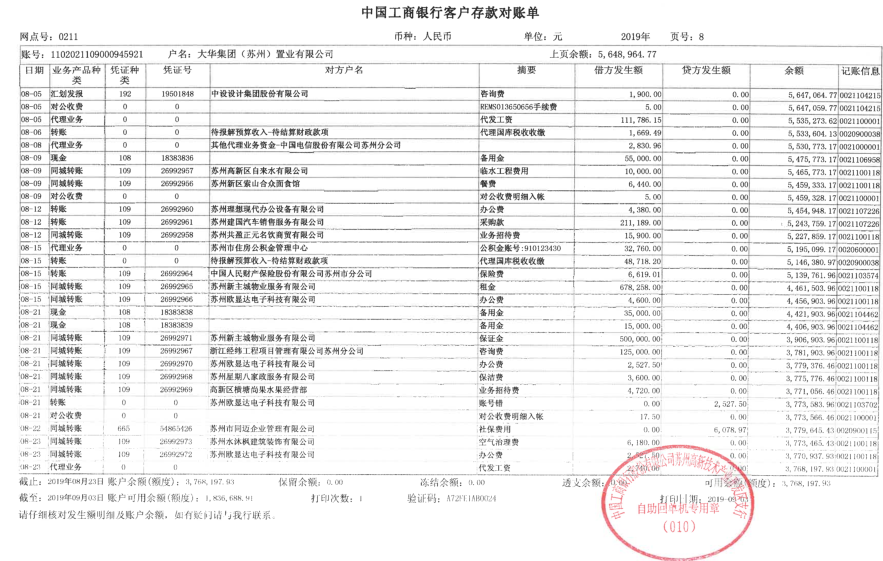 中国工商银行客户存款对账单
网点号: 0211 币种: 人民币 单位: 元 2019年 页号: 8
账号: 1102021109000945921 户名: 大华集团（苏州）置业有限公司 上页余额: 5,648,964.77
日期 业务产品种类 凭证种类 凭证号 对方户名 摘要 借方发生额 贷方发生额 余额 记账信息
08-05 汇划发报 192 19501848 中设设计集团股份有限公司 咨询费 1,900.00 0.00 5,647,064.77 0021104215
08-05 对公收费 0 0 REMS013650656手续费 5.00 0.00 5,647,059.77 0021104215
08-05 代理业务 0 0 代发工资 111,786.15 0.00 5,535,273.62 0021100001
08-06 转账 0 0 待报解预算收入-待结算财政款项 代理国库税收收缴 1,669.49 0.00 5,533,604.13 0020900038
08-08 代理业务 0 0 其他代理业务资金-中国电信股份有限公司苏州分公司 2,830.96 0.00 5,530,773.17 0021000001
08-09 现金 108 18383836 备用金 55,000.00 0.00 5,475,773.17 0021106958
08-09 同城转账 109 26992957 苏州高新区自来水有限公司 临水工程费用 10,000.00 0.00 5,465,773.17 0021100118
08-09 同城转账 109 26992956 苏州新区索山合众面食馆 餐费 6,440.00 0.00 5,459,333.17 0021100118
08-09 对公收费 0 0 对公收费明细入帐 5.00 0.00 5,459,328.17 0021100001
08-12 转账 109 26992960 苏州理想现代办公设备有限公司 办公费 4,380.00 0.00 5,454,948.17 0021107226
08-12 转账 109 26992961 苏州建国汽车销售服务有限公司 采购款 211,189.00 0.00 5,243,759.17 0021107226
08-12 同城转账 109 26992958 苏州共盈正元名饮商贸有限公司 业务招待费 15,900.00 0.00 5,227,859.17 0021100118
08-15 代理业务 0 0 苏州市住房公积金管理中心 公积金账号:910123430 32,760.00 0.00 5,195,099.17 0020600001
08-15 转账 0 0 待报解预算收入-待结算财政款项 代理国库税收收缴 48,718.20 0.00 5,146,380.97 0020900038
08-15 转账 109 26992964 中国人民财产保险股份有限公司苏州市分公司 保险费 6,619.01 0.00 5,139,761.96 0021103574
08-15 同城转账 109 26992965 苏州新主城物业服务有限公司 租金 678,258.00 0.00 4,461,503.96 0021100118
08-15 同城转账 109 26992966 苏州欧显达电子科技有限公司 办公费 4,600.00 0.00 4,456,903.96 0021100118
08-21 现金 108 18383838 备用金 35,000.00 0.00 4,421,903.96 0021104462
08-21 现金 108 18383839 备用金 15,000.00 0.00 4,406,903.96 0021104462
08-21 同城转账 109 26992971 苏州新主城物业服务有限公司 保证金 500,000.00 0.00 3,906,903.96 0021100118
08-21 同城转账 109 26992967 浙江经纬工程项目管理有限公司苏州分公司 咨询费 125,000.00 0.00 3,781,903.96 0021100118
08-21 同城转账 109 26992970 苏州欧显达电子科技有限公司 办公费 2,527.50 0.00 3,779,376.46 0021100118
08-21 同城转账 109 26992968 苏州星期八家政服务有限公司 保洁费 3,600.00 0.00 3,775,776.46 0021100118
08-21 同城转账 109 26992969 高新区横塘尚果水果经营部 业务招待费 4,720.00 0.00 3,771,056.46 0021100118
08-21 转账 0 0 苏州欧显达电子科技有限公司 账号错 0.00 2,527.50 3,773,583.96 0021103702
08-21 对公收费 0 0 对公收费明细入帐 17.50 0.00 3,773,566.46 0021100001
08-22 同城转账 665 54865426 苏州市同迈企业管理有限公司 社保费用 0.00 6,078.97 3,779,645.43 0020900115
08-23 同城转账 109 26992973 苏州水沐枫建筑装饰有限公司 空气治理费 6,180.00 0.00 3,773,465.43 0021100118
08-23 同城转账 109 26992972 苏州欧显达电子科技有限公司 办公费 0.00 3,770,937.93 0021100118
08-23 代理业务 0 0 代发工资 2,740.00 0.00 3,768,197.93 0021100001
截止: 2019年08月23日 账户余额(额度): 3,768,197.93 保留余额: 0.00 冻结余额: 0.00 透支余额: 0.00 可用余额(额度): 3,768,197.93
截至: 2019年09月03日 账户可用余额(额度): 1,836,688.91 打印次数: 1 验证码: 打印日期: 2019-09-03
请仔细核对发生额明细及账户余额，如有疑问请与我行联系。
自助回单机专用章
(010)